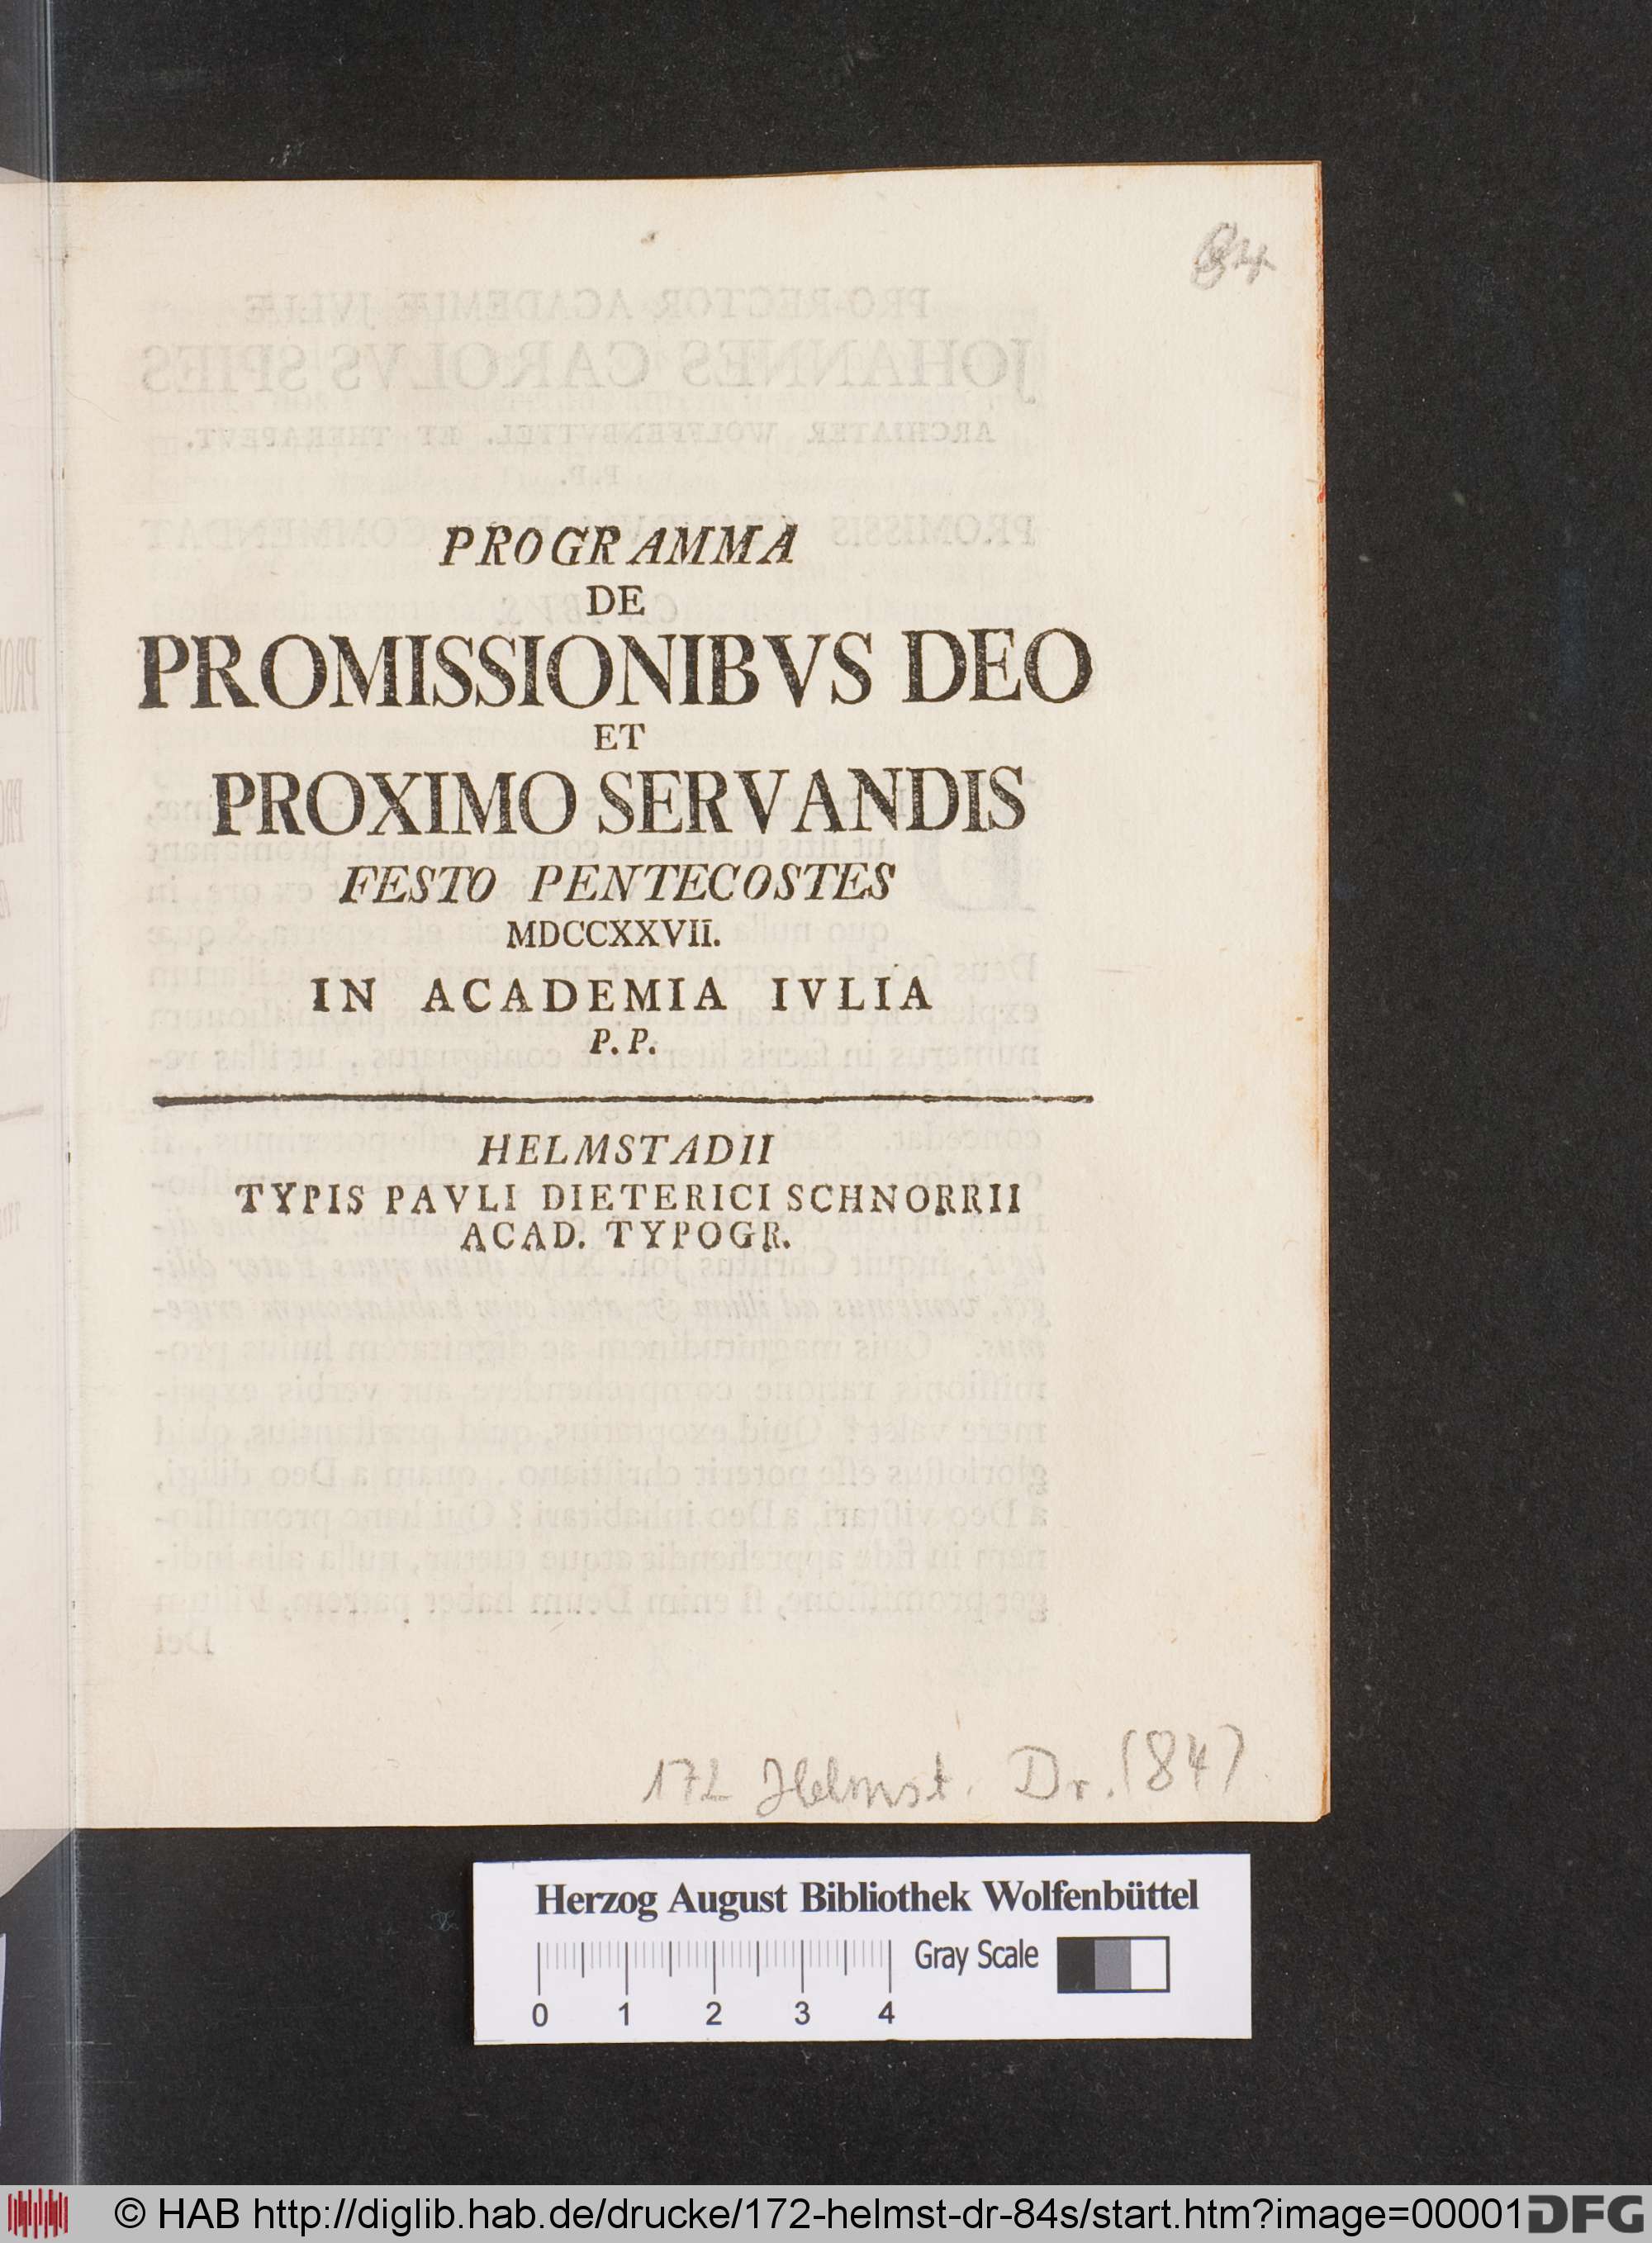 84
PROGRAMMA
DE
PROMISSIONIBVS DEO
ET
PROXIMO SERVANDIS
FESTO PENTECOSTES
MDCCXXVII.
IN ACADEMIA IVLIA
P. P.
HELMSTADII
TYPIS PAVLI DIETERICI SCHNORRII
ACAD. TYPOGR.
172 Helmst. Dr. (84)
Herzog August Bibliothek Wolfenbüttel
Gray Scale
0 1 2 3 4
© HAB http://diglib.hab.de/drucke/172-helmst-dr-84s/start.htm?image=00001
DFG